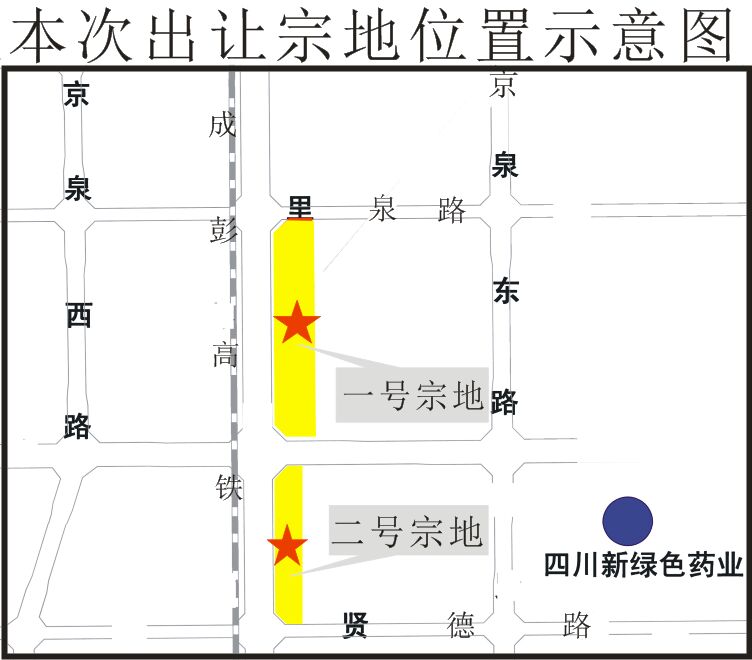 本次出让宗地位置示意图
京泉西路
成彭高铁
京泉东路
里泉路
一号宗地
二号宗地
四川新绿色药业
贤德路